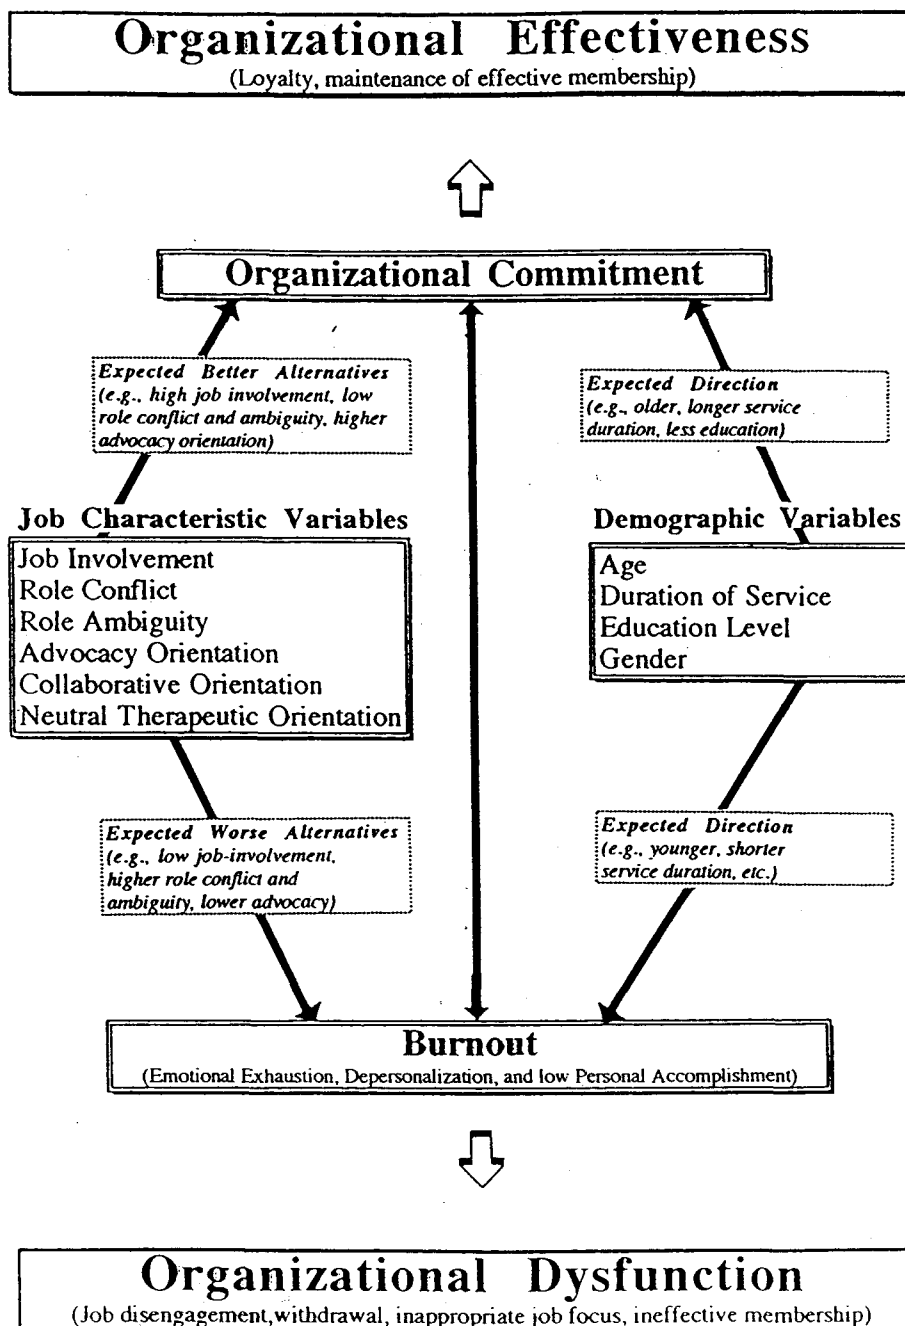 Organizational Effectiveness
(Loyalty, maintenance of effective membership)
Organizational Commitment
Expected Better Alternatives
(e.g., high job involvement, low
role conflict and ambiguity, higher
advocacy orientation)
Expected Direction
(e.g., older, longer service
duration, less education)
Job Characteristic Variables
Job Involvement
Role Conflict
Role Ambiguity
Advocacy Orientation
Collaborative Orientation
Neutral Therapeutic Orientation
Demographic Variables
Age
Duration of Service
Education Level
Gender
Expected Worse Alternatives
(e.g., low job-involvement,
higher role conflict and
ambiguity, lower advocacy)
Expected Direction
(e.g., younger, shorter
service duration, etc.)
Burnout
(Emotional Exhaustion, Depersonalization, and low Personal Accomplishment)
Organizational Dysfunction
(Job disengagement,withdrawal, inappropriate job focus, ineffective membership)